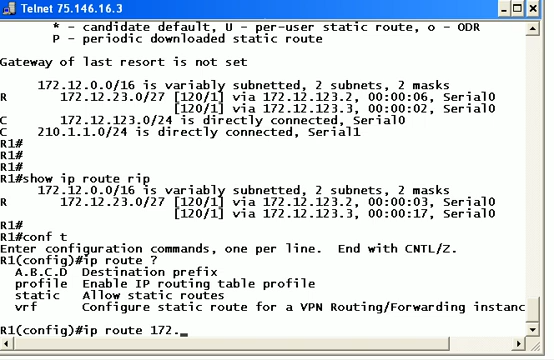 Telnet 75.146.16.3
* - candidate default, U - per-user static route, o - ODR
P - periodic downloaded static route
Gateway of last resort is not set
172.12.0.0/16 is variably subnetted, 2 subnets, 2 masks
R 172.12.23.0/27 [120/1] via 172.12.123.2, 00:00:06, Serial0
[120/1] via 172.12.123.3, 00:00:02, Serial0
C 172.12.123.0/24 is directly connected, Serial0
C 210.1.1.0/24 is directly connected, Serial1
R1#
R1#
R1#
R1#show ip route rip
172.12.0.0/16 is variably subnetted, 2 subnets, 2 masks
R 172.12.23.0/27 [120/1] via 172.12.123.2, 00:00:03, Serial0
[120/1] via 172.12.123.3, 00:00:17, Serial0
R1#
R1#conf t
Enter configuration commands, one per line. End with CNTL/Z.
R1(config)#ip route ?
A.B.C.D Destination prefix
profile Enable IP routing table profile
static Allow static routes
vrf Configure static route for a VPN Routing/Forwarding instanc
R1(config)#ip route 172._